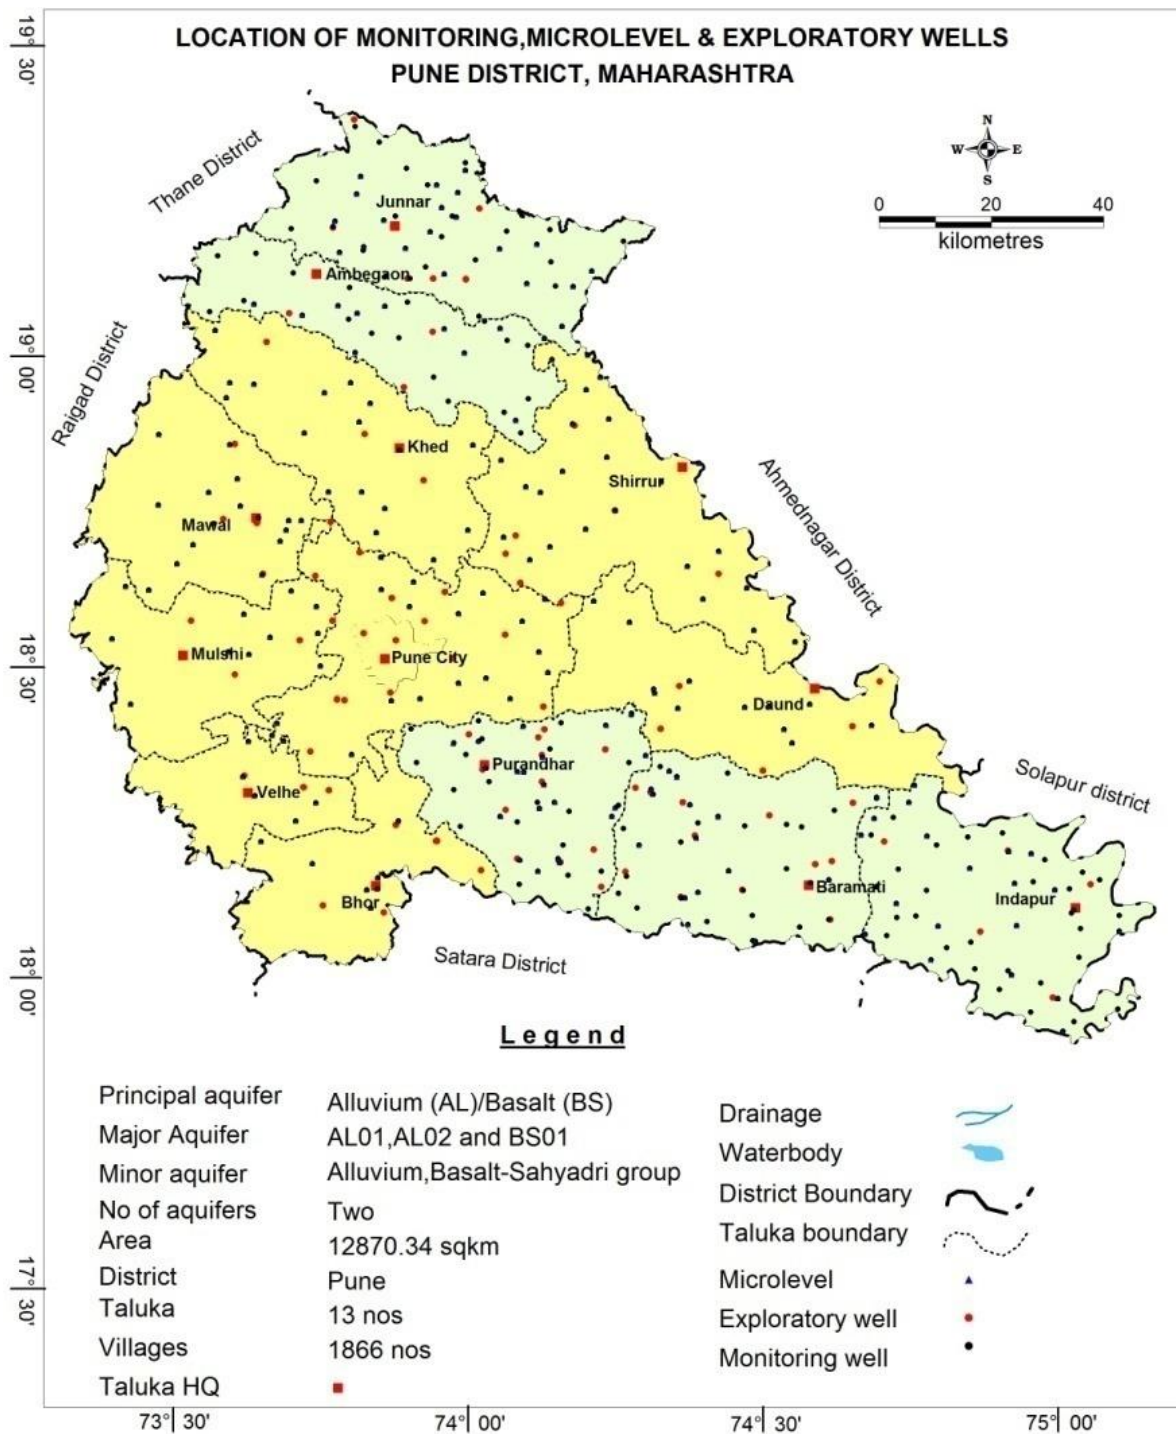 LOCATION OF MONITORING,MICROLEVEL & EXPLORATORY WELLS
PUNE DISTRICT, MAHARASHTRA
19° 30'
N
W E
S
0 20 40
kilometres
Thane District
Junnar
Ambegaon
19° 00'
Raigad District
Khed
Shirrur
Ahmednagar District
Mawal
Mulshi
Pune City
18° 30'
Daund
Purandhar
Solapur district
Velhe
Baramati
Indapur
Bhor
Satara District
18° 00'
Legend
Principal aquifer Alluvium (AL)/Basalt (BS)
Major Aquifer AL01,AL02 and BS01
Minor aquifer Alluvium,Basalt-Sahyadri group
No of aquifers Two
Area 12870.34 sqkm
District Pune
Taluka 13 nos
Villages 1866 nos
Taluka HQ
Drainage
Waterbody
District Boundary
Taluka boundary
Microlevel
Exploratory well
Monitoring well
17° 30'
73° 30' 74° 00' 74° 30' 75° 00'